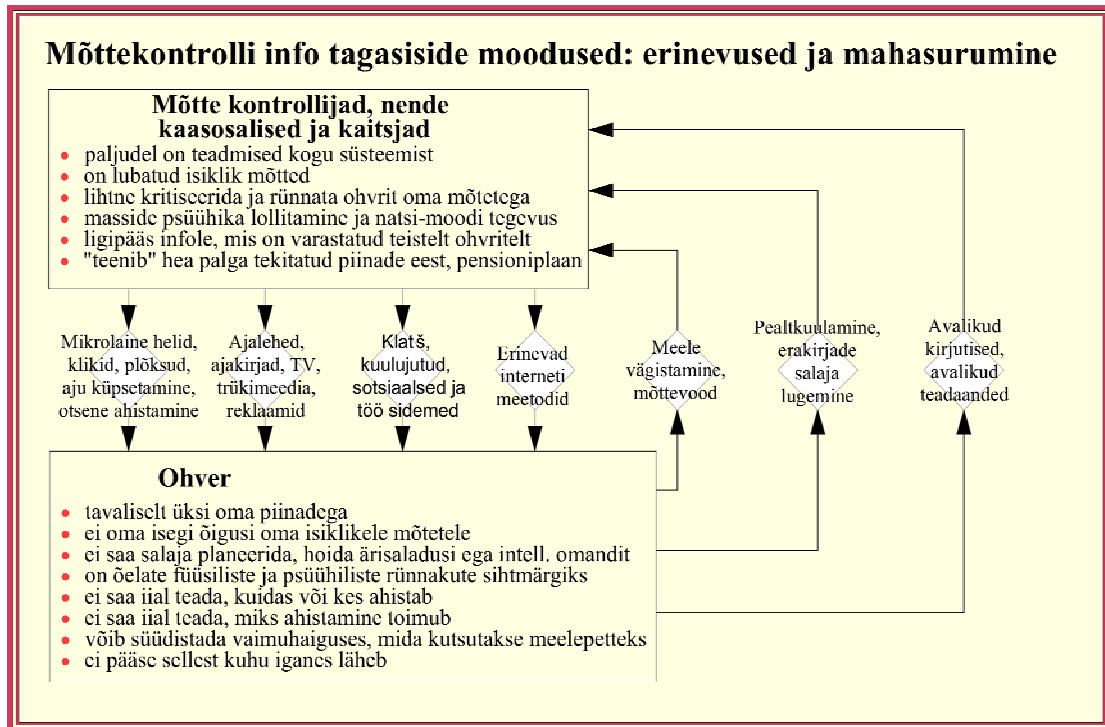 Mõttekontrolli info tagasiside moodused: erinevused ja mahasurumine
Mõtte kontrollijad, nende
kaasosalised ja kaitsjad
paljudel on teadmised kogu süsteemist
on lubatud isiklik mõtted
lihtne kritiseerida ja rünnata ohvrit oma mõtetega
masside psüühika lollitamine ja natsi-moodi tegevus
ligipääs infole, mis on varastatud teistelt ohvritelt
"teenib" hea palga tekitatud piinade eest, pensioniplaan
Mikrolaine helid,
klikid, plõksud,
aju küpsetamine,
otsene ahistamine
Ajalehed,
ajakirjad, TV,
trükimeedia,
reklaamid
Klatš,
kuulujutud,
sotsiaalsed ja
töö sidemed
Erinevad
interneti
meetodid
Meele
vägistamine,
mõttevood
Pealtkuulamine,
erakirjade
salaja
lugemine
Avalikud
kirjutised,
avalikud
teadaanded
Ohver
tavaliselt üksi oma piinadega
ei oma isegi õigusi oma isiklikele mõtetele
ei saa salaja planeerida, hoida ärisaladusi ega intell. omandit
on õelate füüsiliste ja psüühiliste rünnakute sihtmärgiks
ei saa iial teada, kuidas või kes ahistab
ei saa iial teada, miks ahistamine toimub
võib süüdistada vaimuhaiguses, mida kutsutakse meelepetteks
ei pääse sellest kuhu iganes läheb